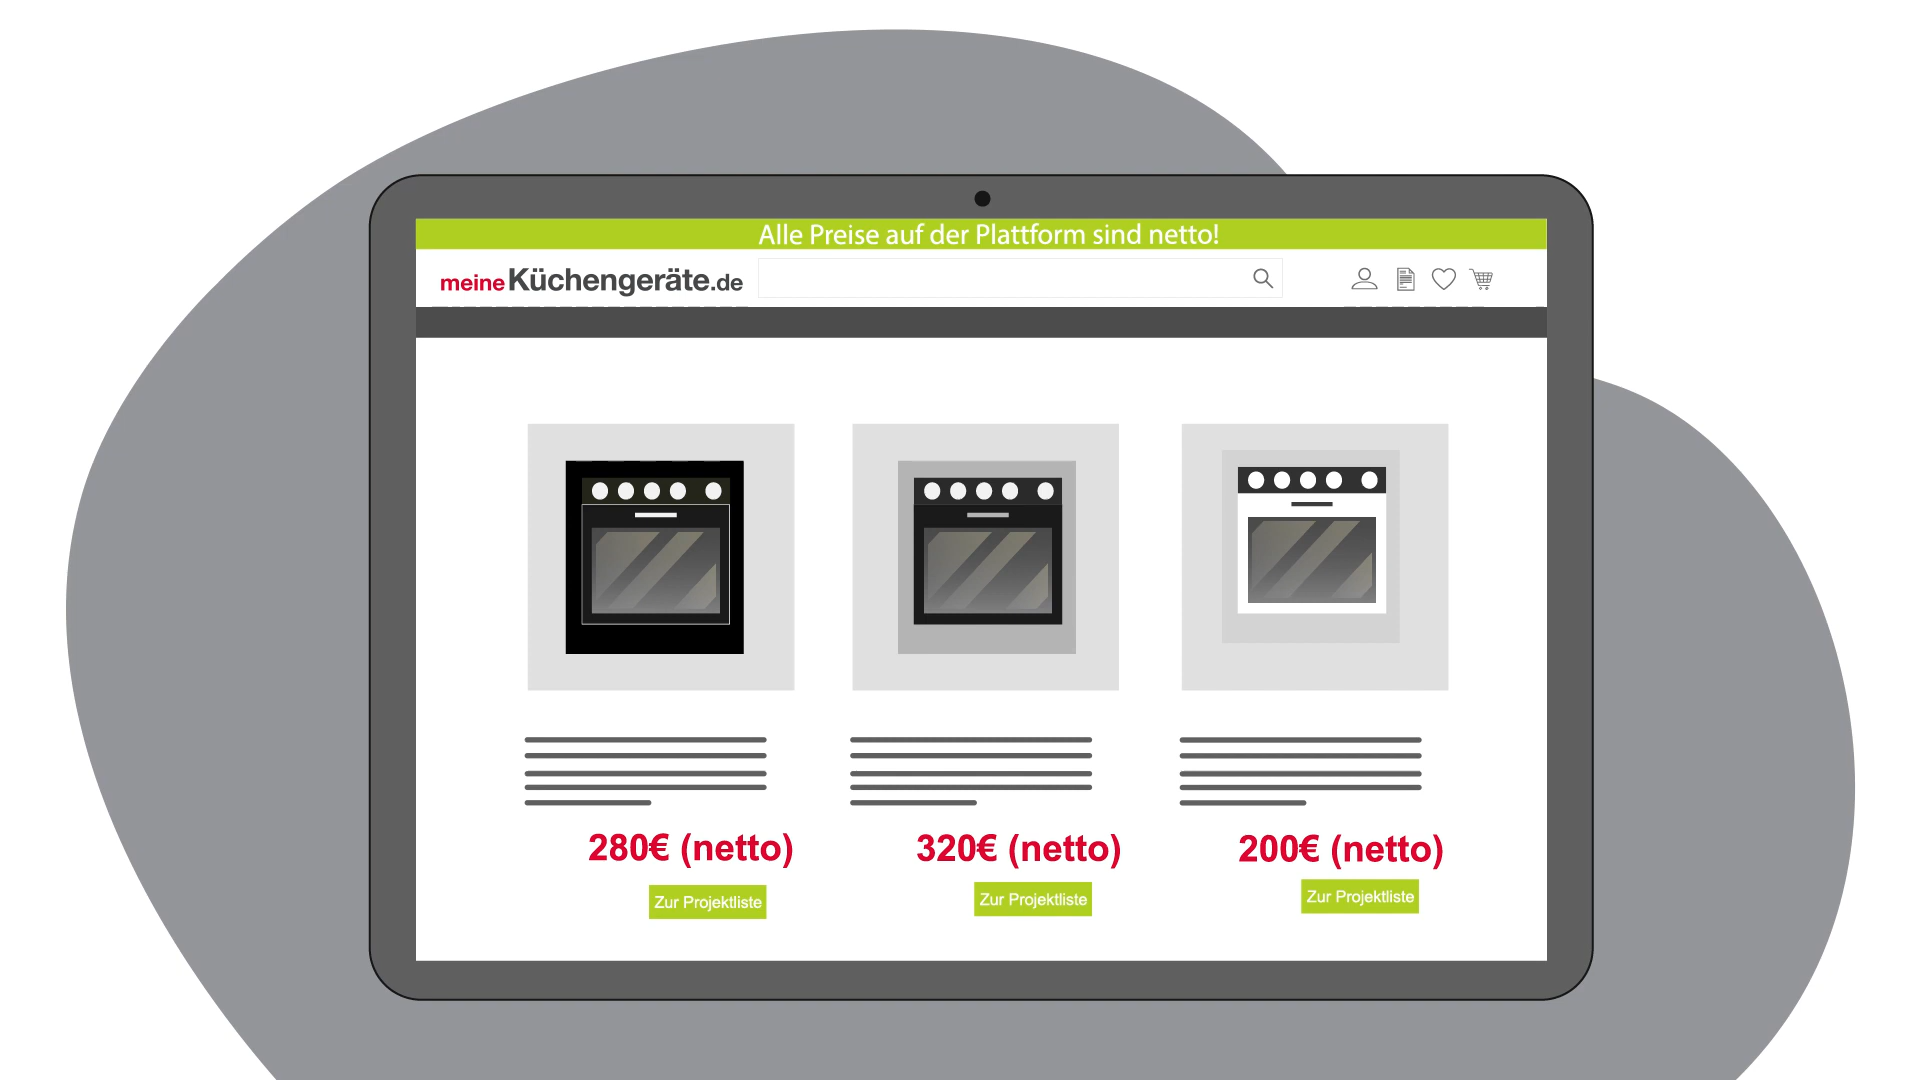 Alle Preise auf der Plattform sind netto!
meineKüchengeräte.de
280€ (netto)
320€ (netto)
200€ (netto)
Zur Projektliste
Zur Projektliste
Zur Projektliste